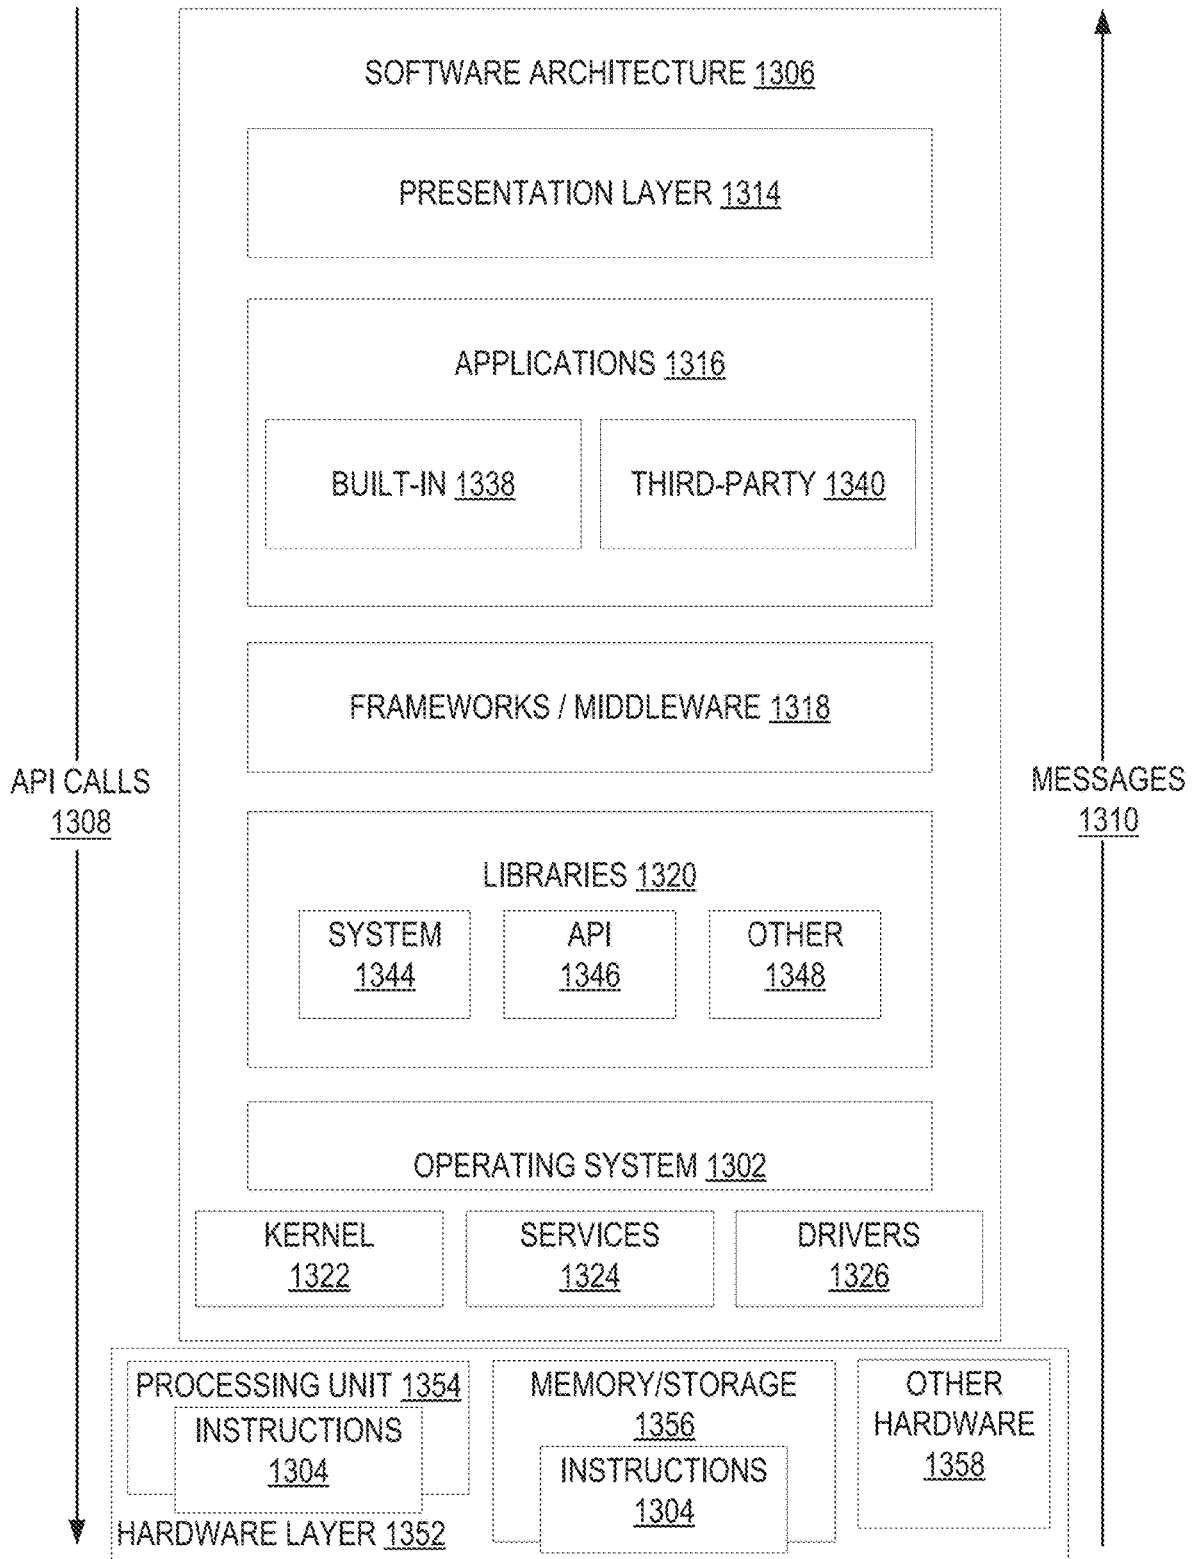 SOFTWARE ARCHITECTURE 1306
PRESENTATION LAYER 1314
APPLICATIONS 1316
BUILT-IN 1338
THIRD-PARTY 1340
FRAMEWORKS / MIDDLEWARE 1318
API CALLS
1308
MESSAGES
1310
LIBRARIES 1320
SYSTEM
1344
API
1346
OTHER
1348
OPERATING SYSTEM 1302
KERNEL
1322
SERVICES
1324
DRIVERS
1326
PROCESSING UNIT 1354
INSTRUCTIONS
1304
MEMORY/STORAGE
1356
INSTRUCTIONS
1304
OTHER
HARDWARE
1358
HARDWARE LAYER 1352